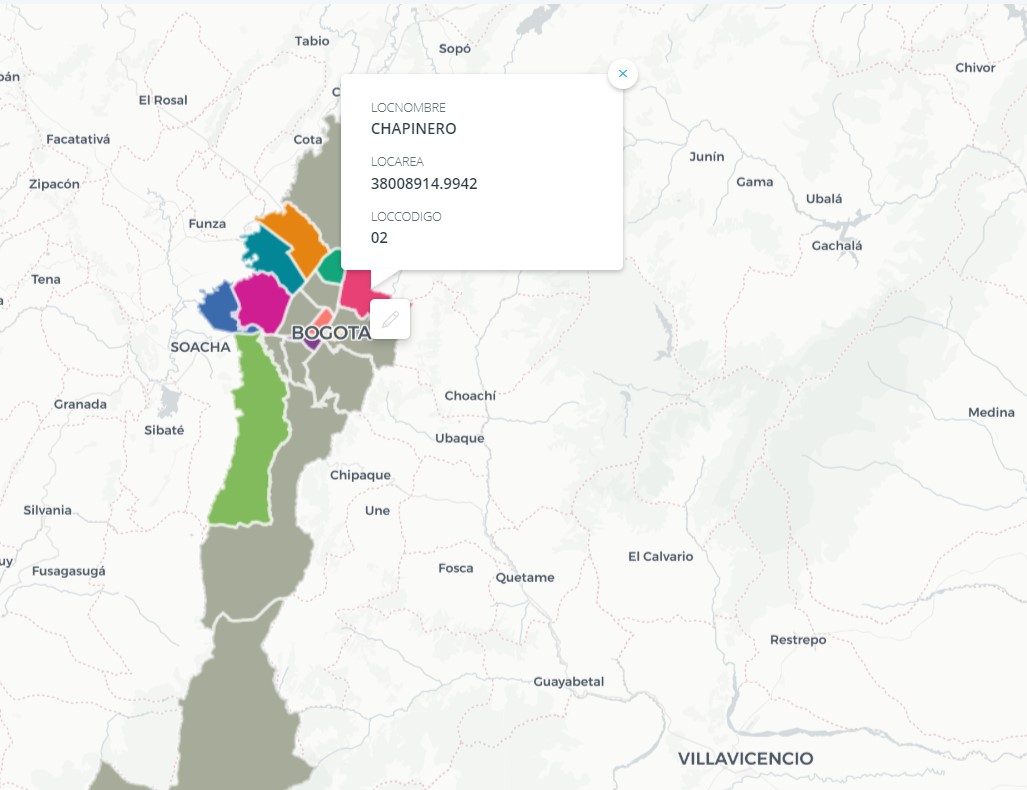 Tabio
Sopó
Chivor
El Rosal
Facatativá
Cota
Zipacón
Funza
Tena
SOACHA
BOGOTA
Granada
Sibaté
Silvania
Fusagasugá
LOCNOMBRE
CHAPINERO
LOCAREA
38008914.9942
LOCCODIGO
02
×
Junín
Gama
Ubalá
Gachalá
Choachí
Ubaque
Medina
Chipaque
Une
Fosca
Quetame
El Calvario
Restrepo
Guayabetal
VILLAVICENCIO